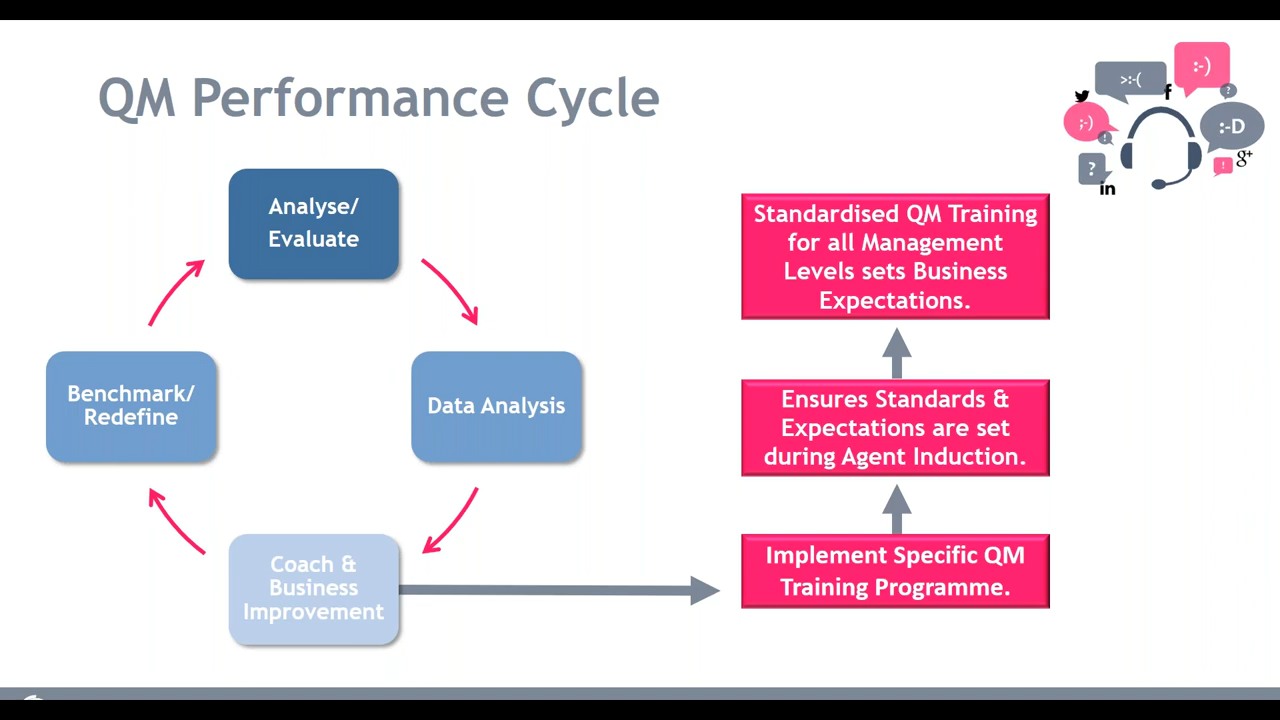 QM Performance Cycle
>:-(
:-)
?
;-)
!
:-D
?
!
g+
in
f
Analyse/
Evaluate
Standardised QM Training
for all Management
Levels sets Business
Expectations.
Benchmark/
Redefine
Data Analysis
Ensures Standards &
Expectations are set
during Agent Induction.
Coach &
Business
Improvement
Implement Specific QM
Training Programme.